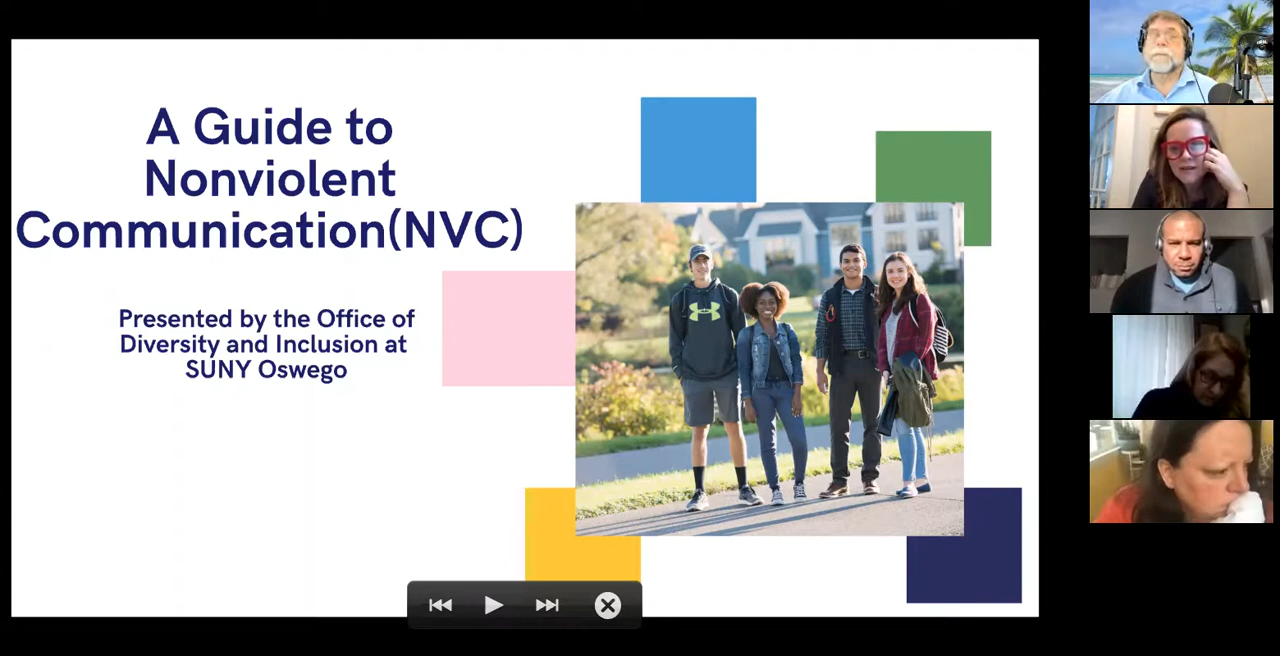 A Guide to
Nonviolent
Communication(NVC)
Presented by the Office of
Diversity and Inclusion at
SUNY Oswego